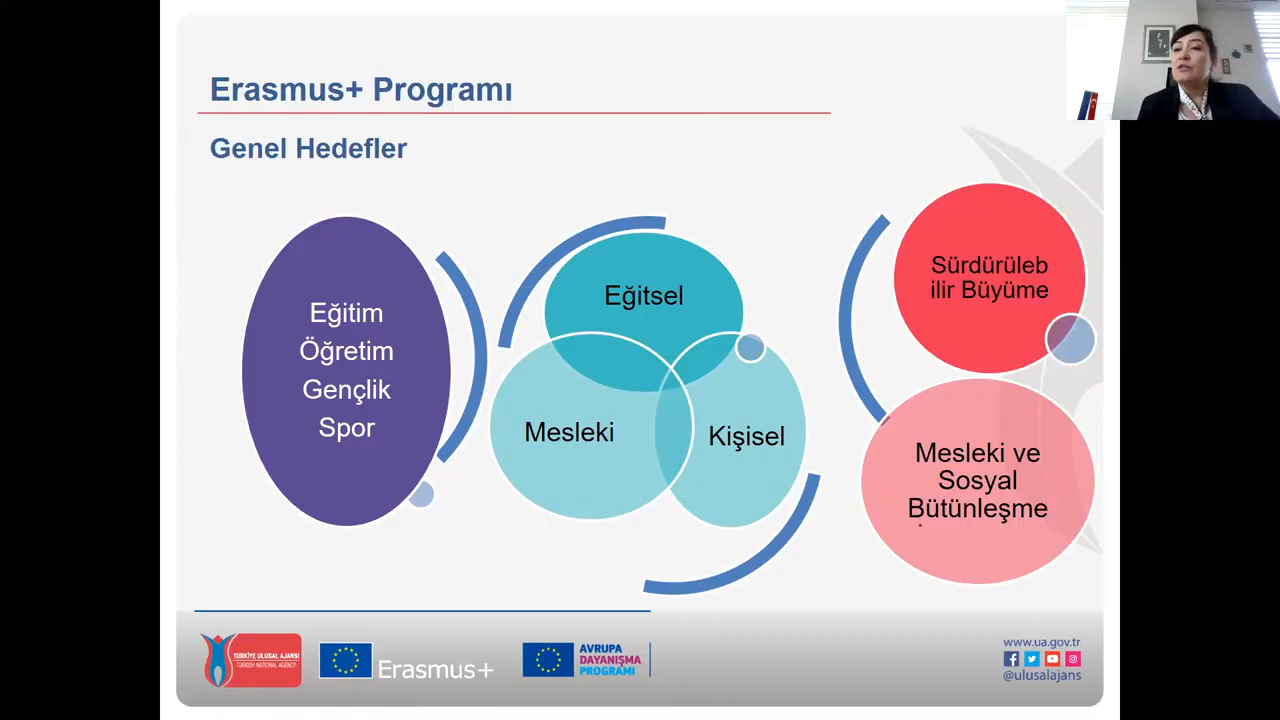 Erasmus+ Programı
Genel Hedefler
Eğitim
Öğretim
Gençlik
Spor
Eğitsel
Mesleki
Kişisel
Sürdürüleb
ilir Büyüme
Mesleki ve
Sosyal
Bütünleşme
TÜRKİYE ULUSAL AJANSI
TURKISH NATIONAL AGENCY
Erasmus+
AVRUPA
DAYANIŞMA
PROGRAMI
www.ua.gov.tr
@ulusalajans